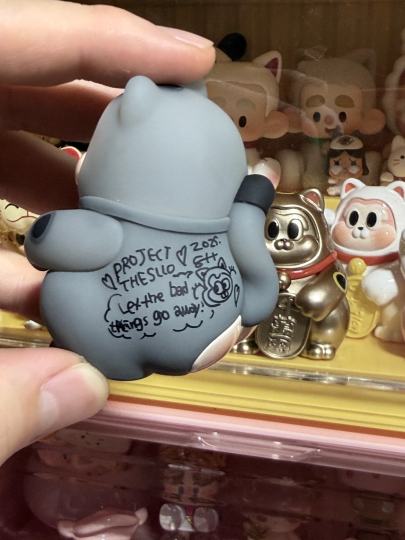 PROJECT
THESLLO
2025.
Let the bad
things go away!